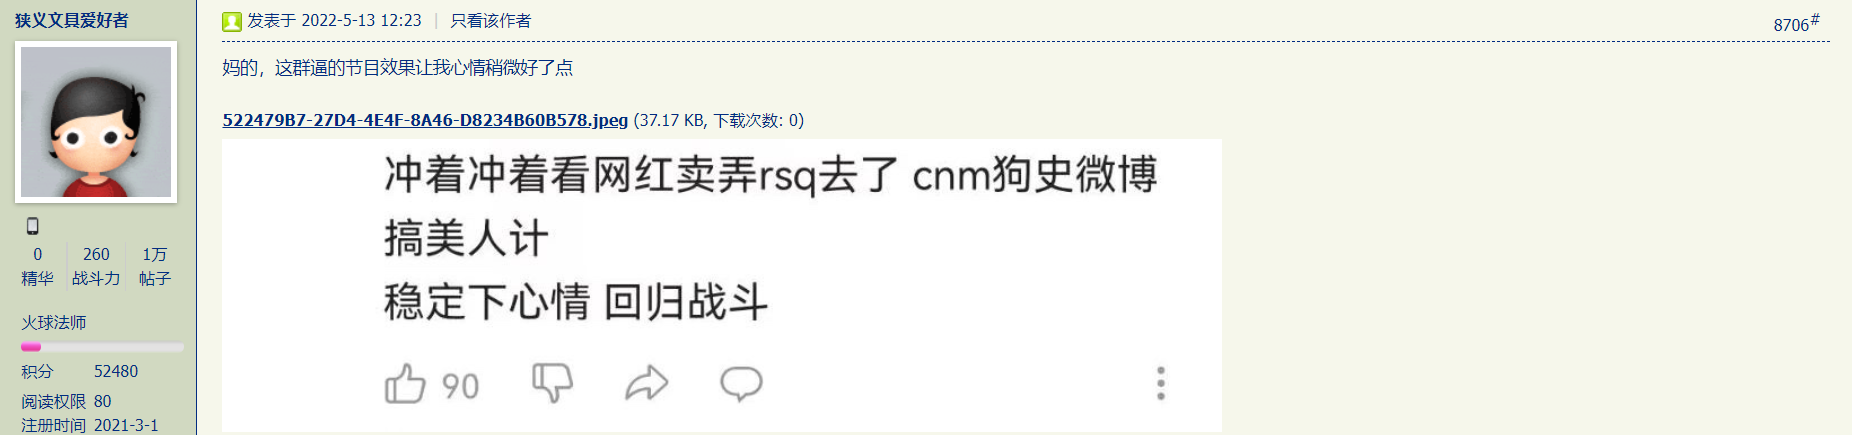 狭义文具爱好者
发表于 2022-5-13 12:23 | 只看该作者
8706#
妈的，这群逼的节目效果让我心情稍微好了点
522479B7-27D4-4E4F-8A46-D8234B60B578.jpeg (37.17 KB, 下载次数: 0)
冲着冲着看网红卖弄rsq去了 cnm狗史微博
搞美人计
稳定下心情 回归战斗
90
0 260 1万
精华 战斗力 帖子
火球法师
积分 52480
阅读权限 80
注册时间 2021-3-1